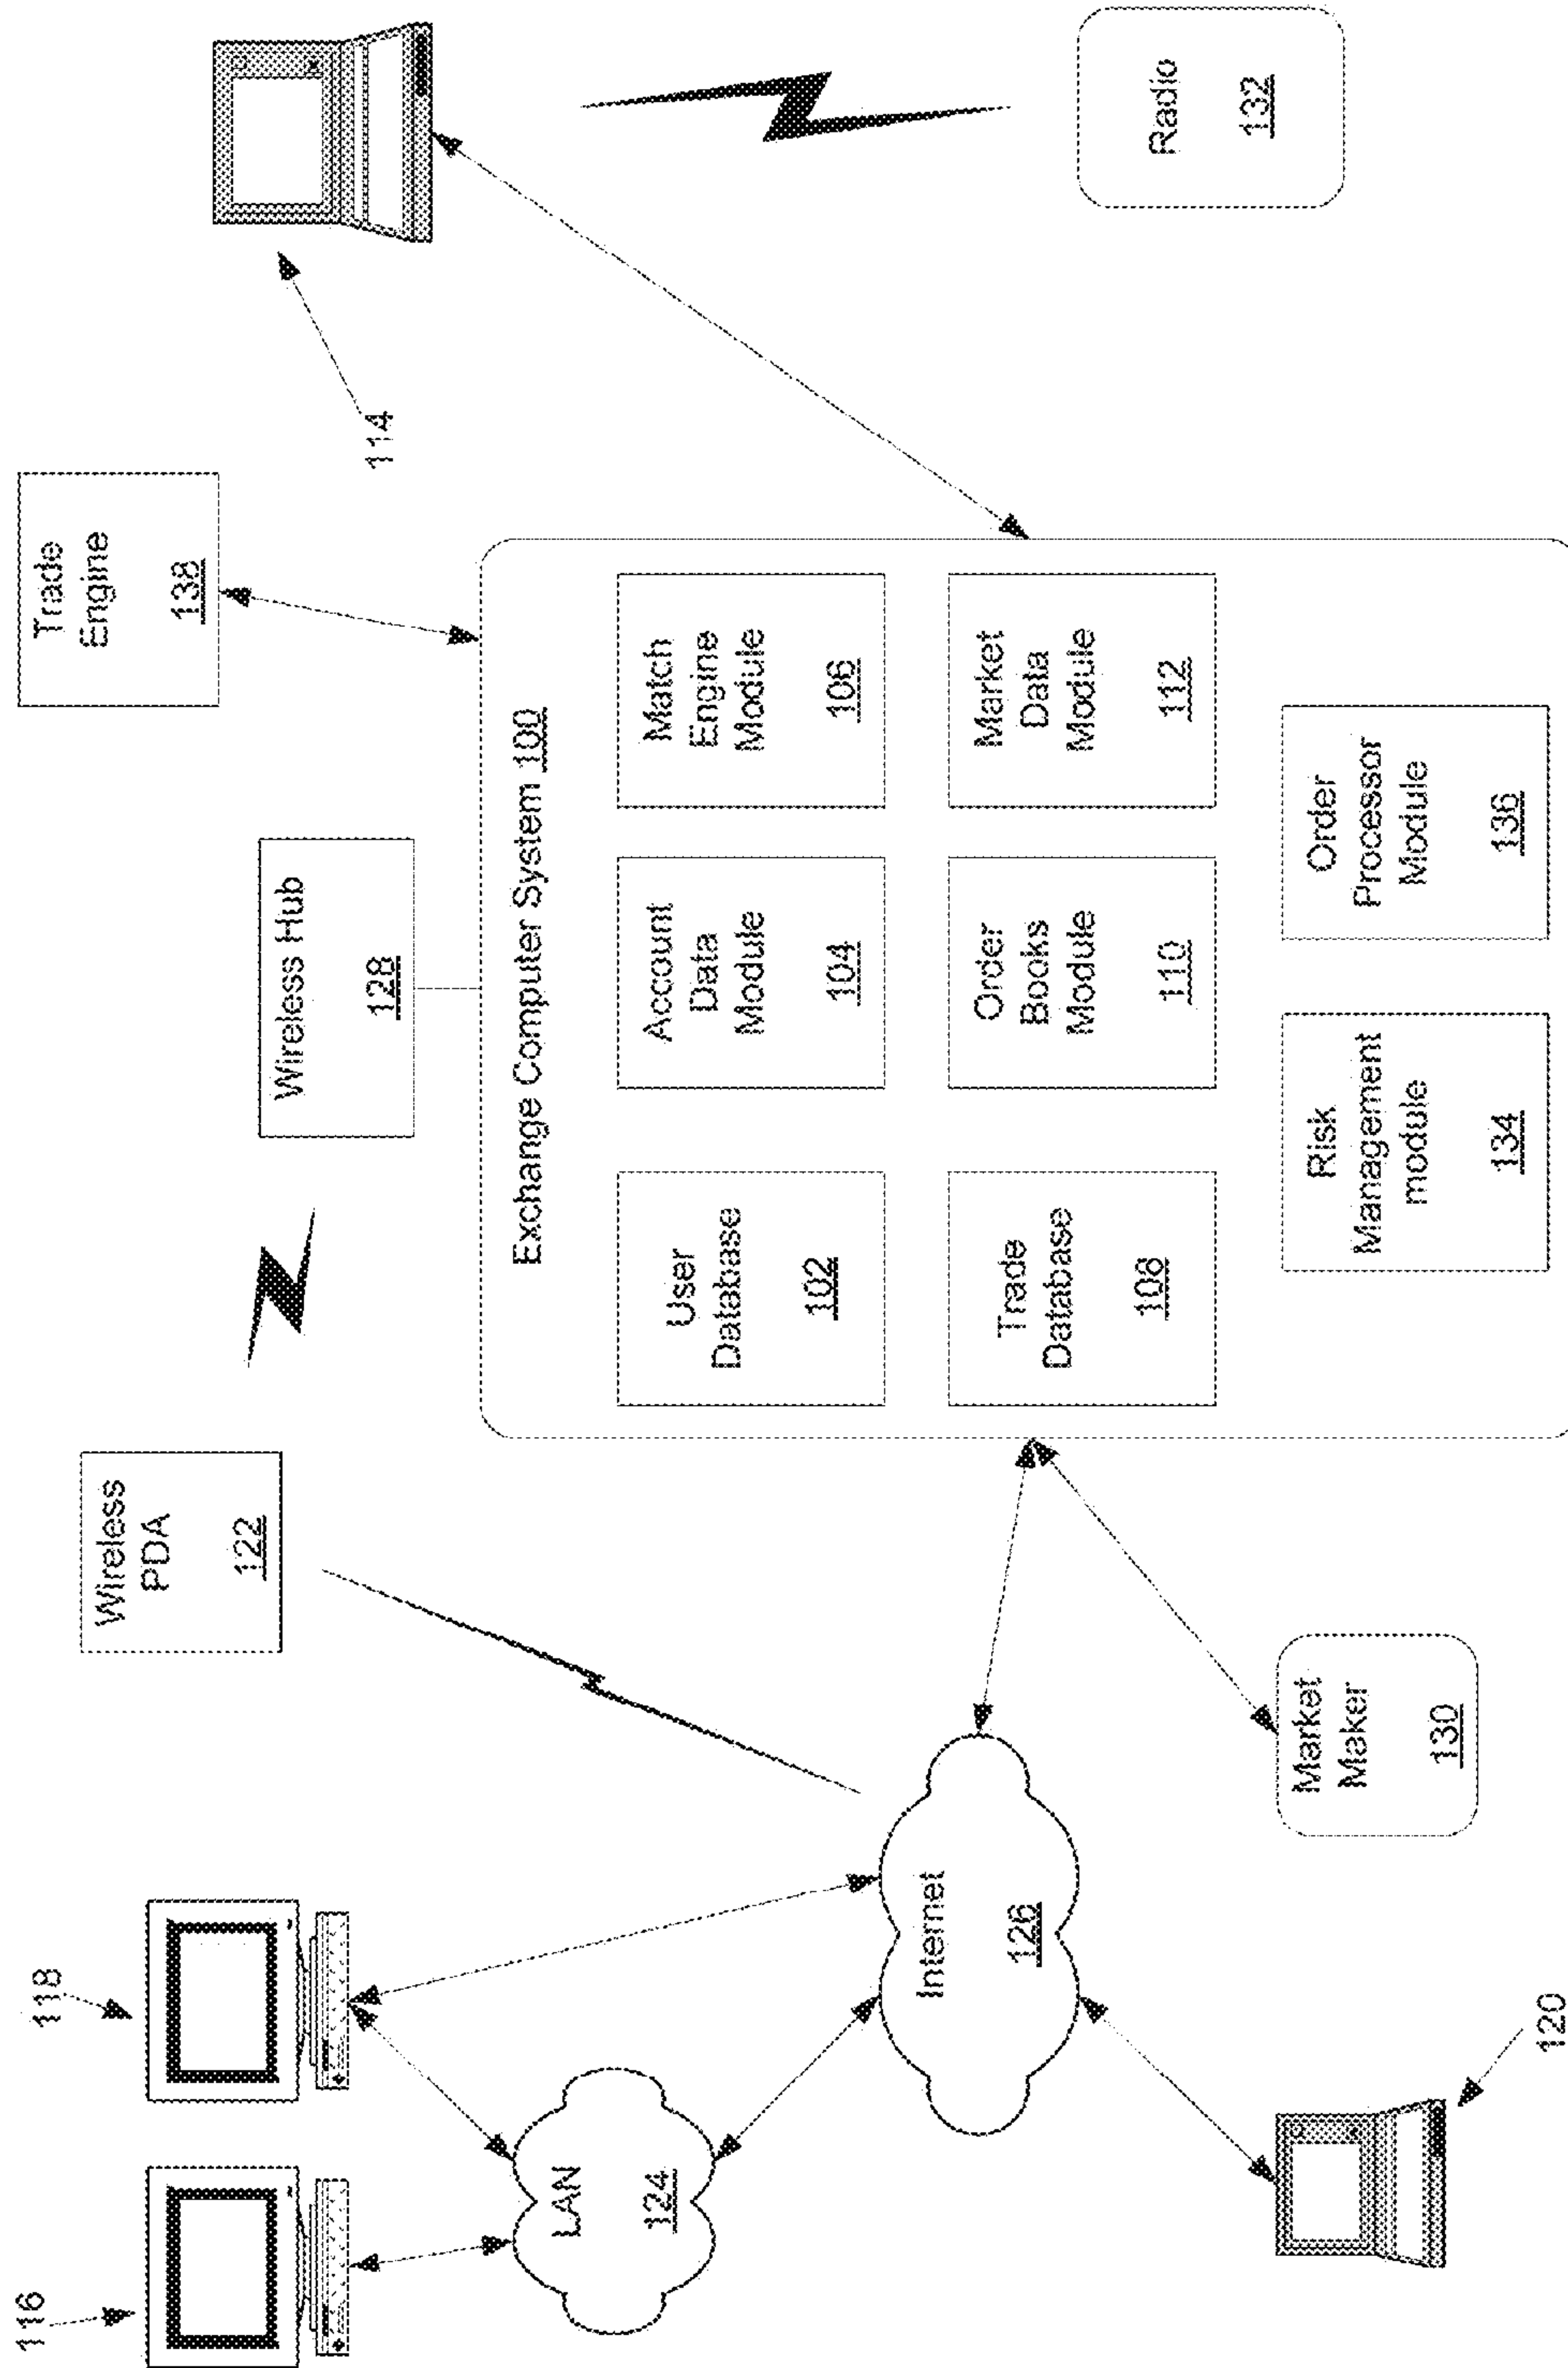 116
118
Wireless
PDA
122
Wireless Hub
128
Trade
Engine
138
114
LAN
124
Internet
126
Exchange Computer System 100
User
Database
102
Account
Data
Module
104
Match
Engine
Module
106
Trade
Database
108
Order
Books
Module
110
Market
Data
Module
112
Risk
Management
module
134
Order
Processor
Module
136
120
Market
Maker
130
Radio
132